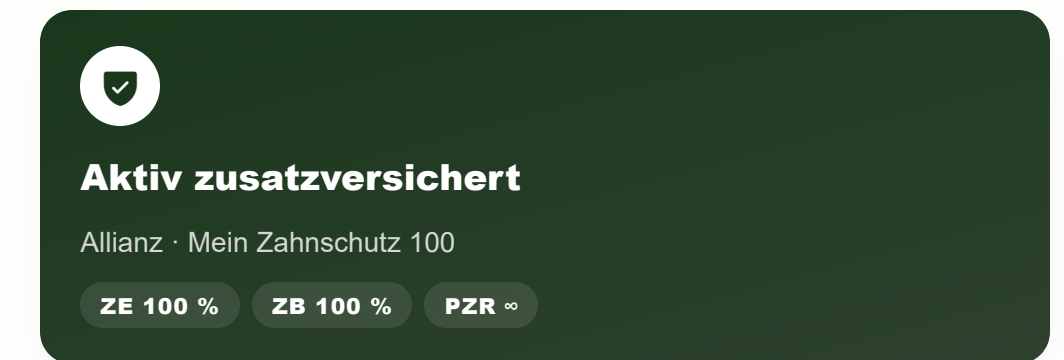 Aktiv zusatzversichert
Allianz · Mein Zahnschutz 100
ZE 100 % ZB 100 % PZR ∞